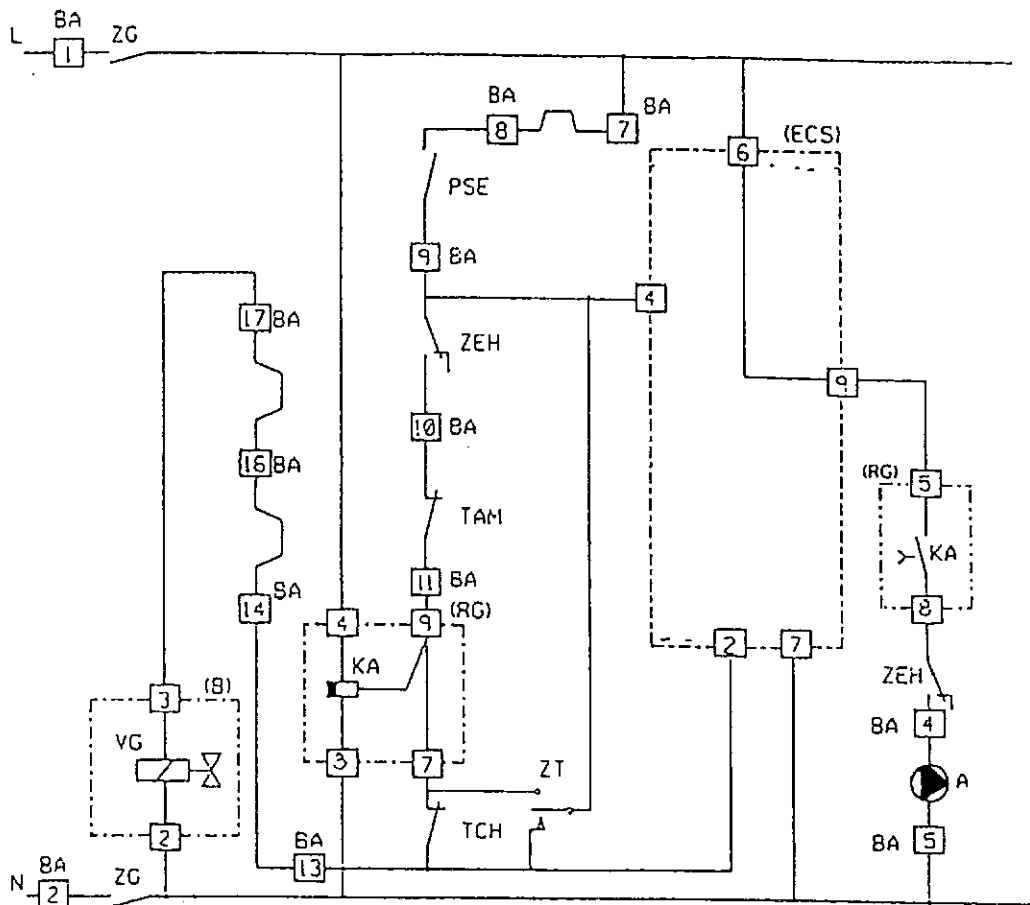 L BA 1 ZG
BA 8 7 BA
6 (ECS)
PSE
9 BA
4
17 BA
ZEH
9
10 BA
16 BA
(RG) 5
TAM
KA
11 BA
BA 14
4 9 (RG)
8
KA
2 7
ZEH
3 (B)
BA 4
VG
3 7
ZT
A
TCH
2
BA 13
BA 5
N BA 2 ZG